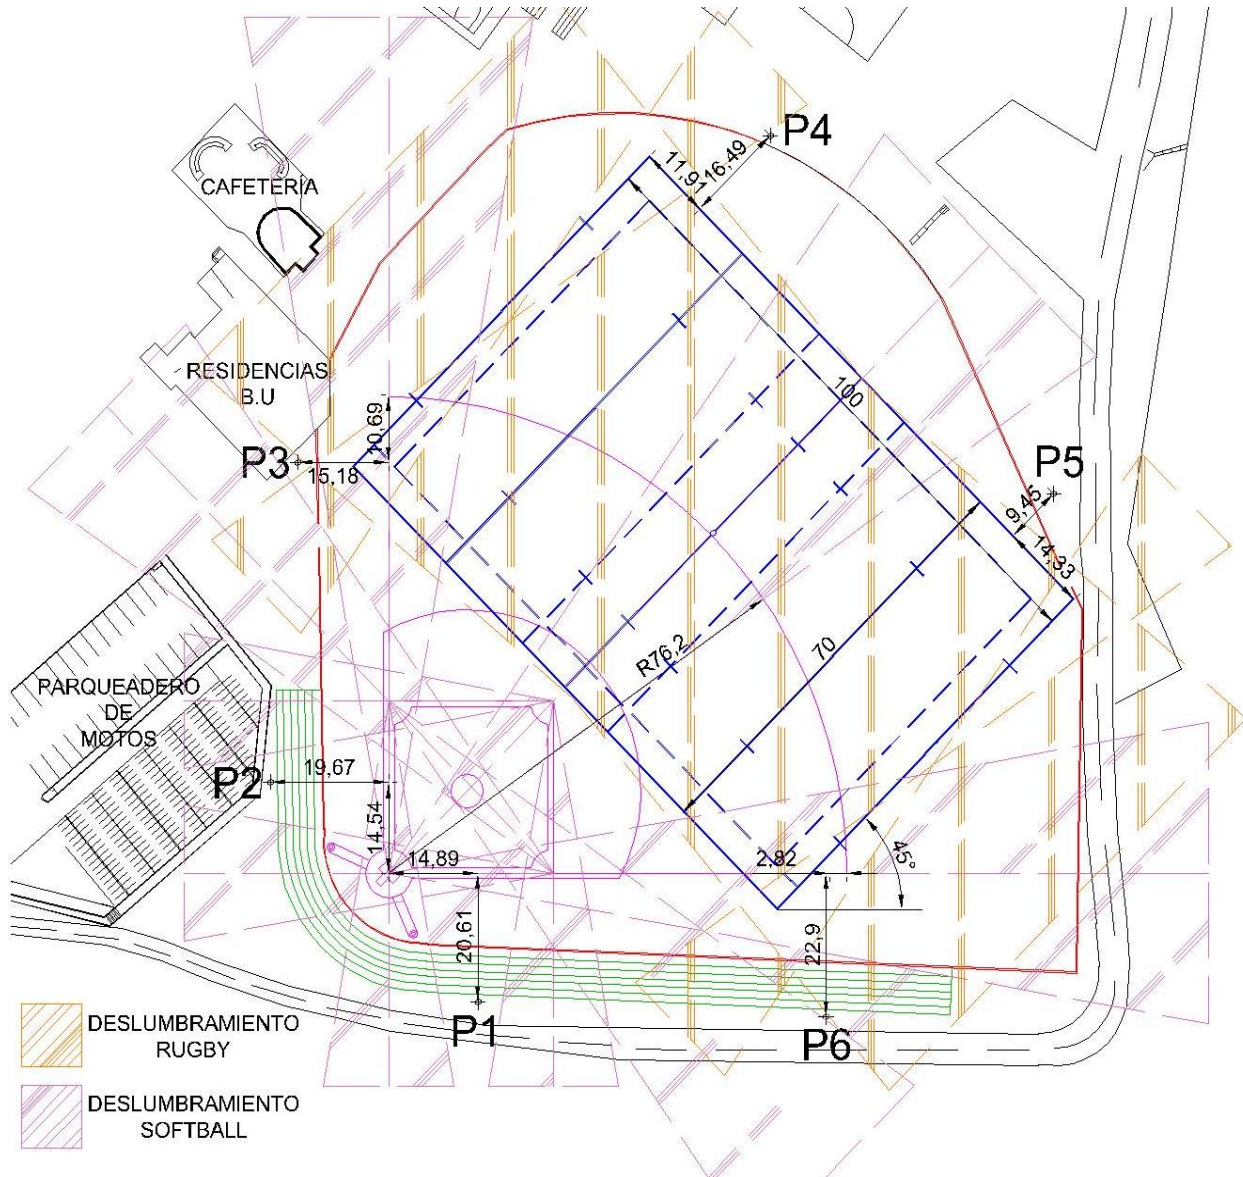 P4
11,91
16,49
CAFETERIA
RESIDENCIAS
B.U
100
10,69
P3
15,18
P5
9,45
14,33
R76,2
70
PARQUEADERO
DE
MOTOS
P2
19,67
14,54
14,89
2,82
45°
20,61
22,9
P1
P6
DESLUMBRAMIENTO
RUGBY
DESLUMBRAMIENTO
SOFTBALL